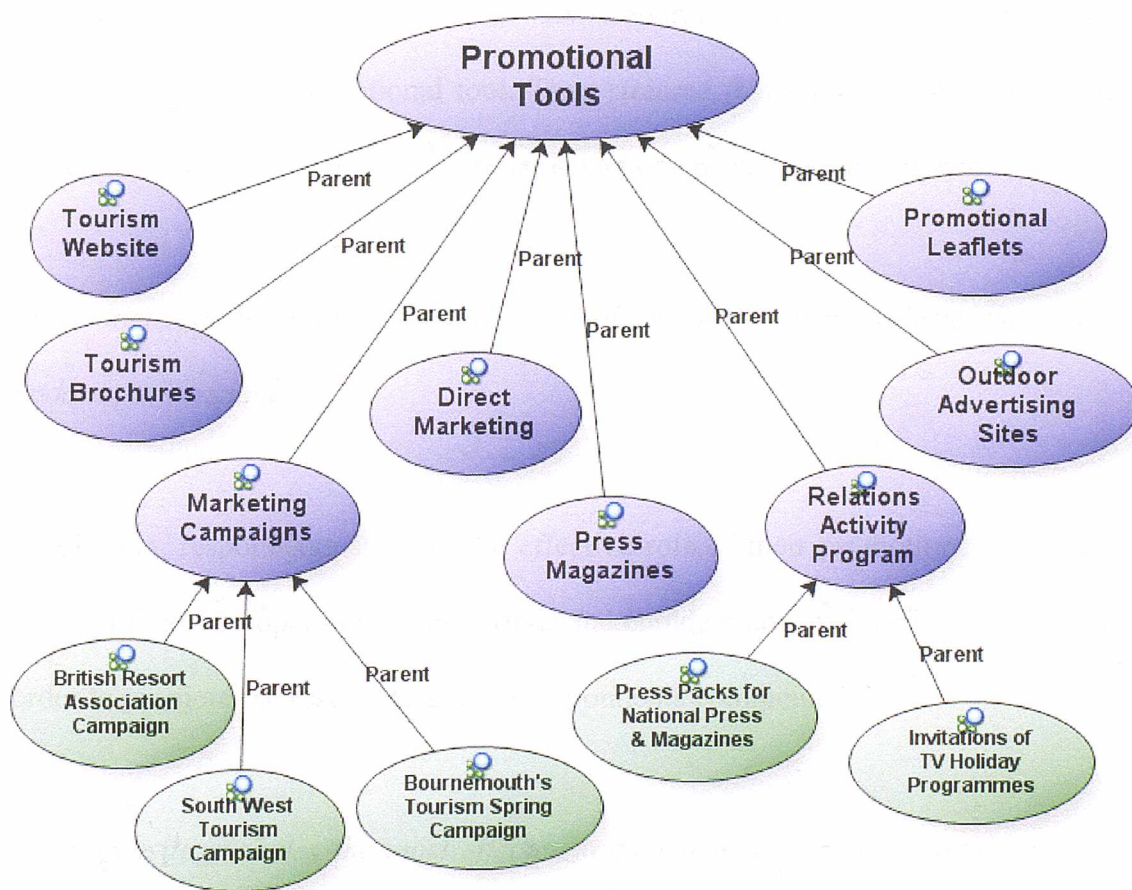 Promotional
Tools
Parent
Tourism
Website
Parent
Promotional
Leaflets
Parent
Parent
Parent
Parent
Parent
Parent
Tourism
Brochures
Direct
Marketing
Outdoor
Advertising
Sites
Marketing
Campaigns
Press
Magazines
Relations
Activity
Program
Parent
Parent
Parent
Parent
Parent
British Resort
Association
Campaign
Press Packs for
National Press
& Magazines
Invitations of
TV Holiday
Programmes
South West
Tourism
Campaign
Bournemouth's
Tourism Spring
Campaign